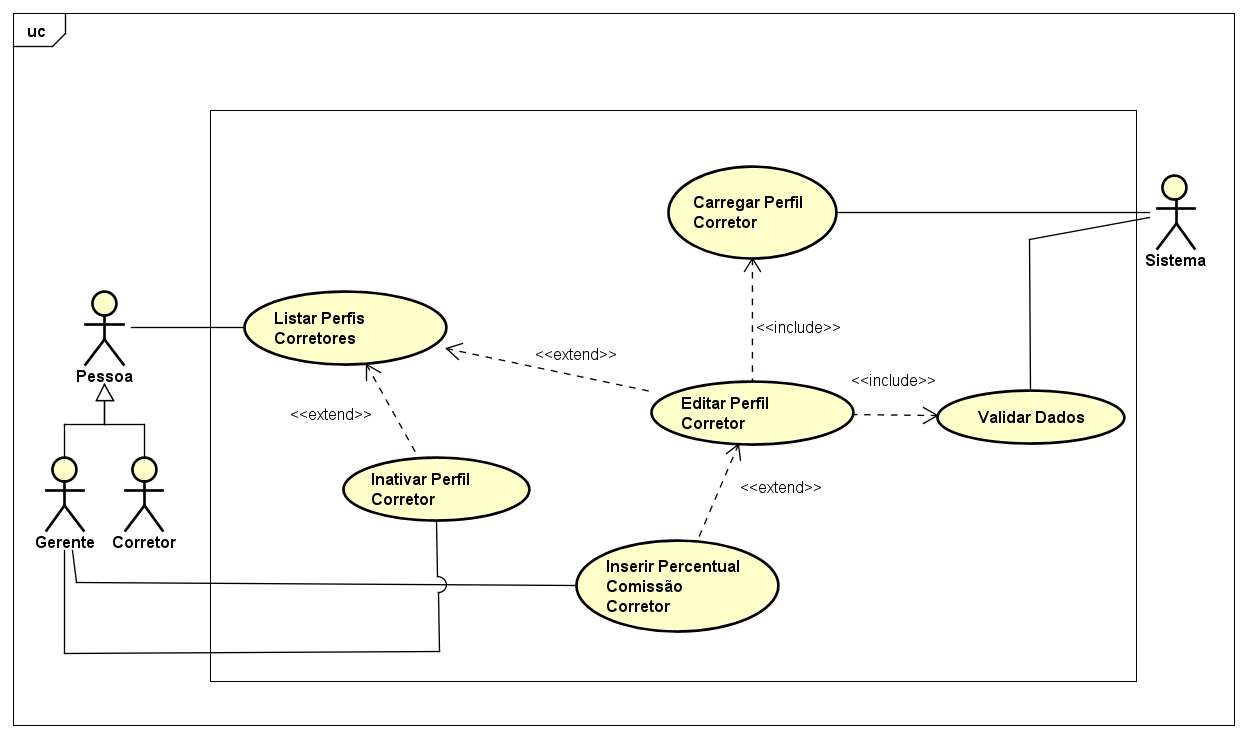 uc
Carregar Perfil
Corretor
Sistema
Listar Perfis
Corretores
<<include>>
<<extend>>
Pessoa
<<include>>
Editar Perfil
Corretor
Validar Dados
<<extend>>
Inativar Perfil
Corretor
<<extend>>
Gerente
Corretor
Inserir Percentual
Comissão
Corretor